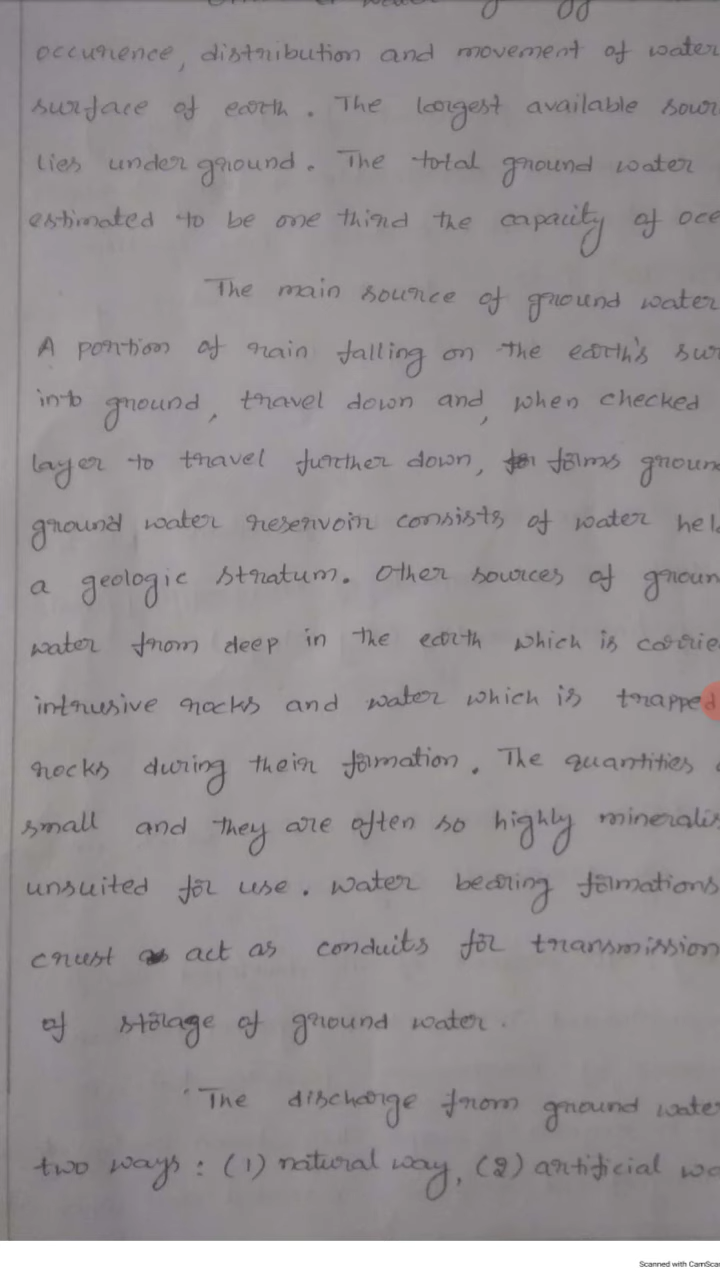 occurrence, distribution and movement of water
surface of earth. The largest available sour
lies under ground. The total ground water
estimated to be one third the capacity of oce
The main source of ground water
A portion of rain falling on the earth's sur
into ground, travel down and, when checked
layer to travel further down, forms groun
ground water reservoir consists of water hel
a geologic stratum. Other sources of groun
water from deep in the earth which is carrie
intrusive rocks and water which is trapped
rocks during their formation. The quantities
small and they are often so highly mineralis
unsuited for use. Water bearing formations
crust act as conduits for transmission
of storage of ground water.
The discharge from ground water
two ways: (1) natural way, (2) artificial wa
Scanned with CamScan